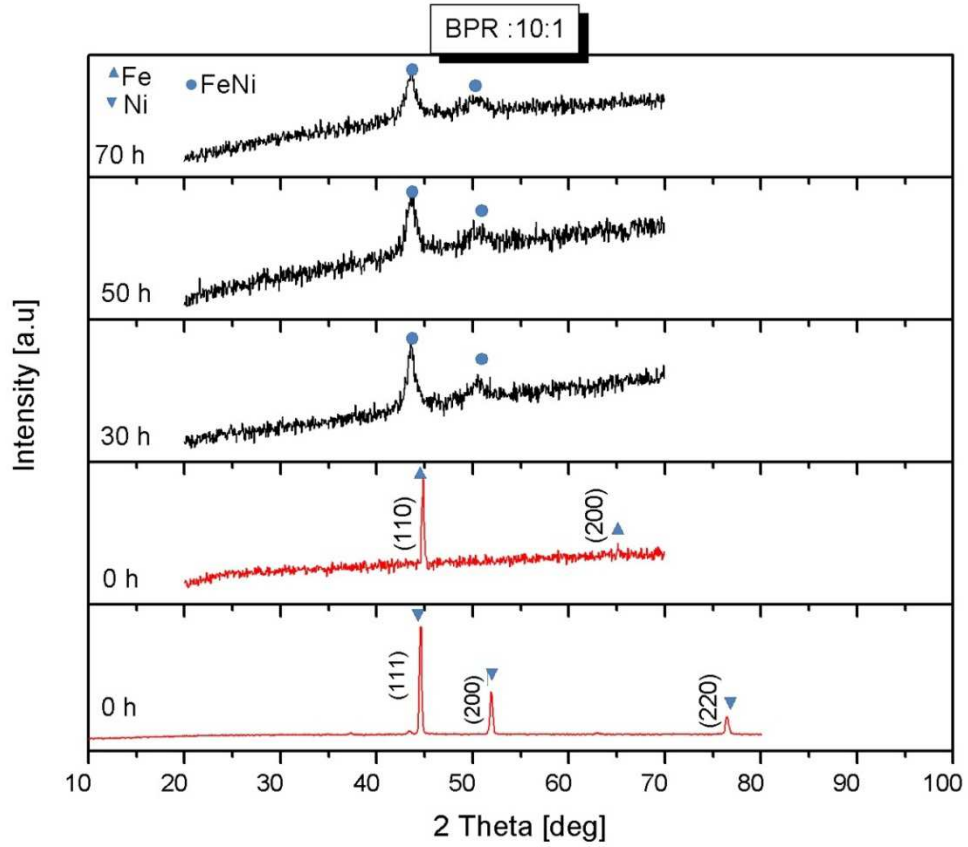 BPR :10:1
Fe
FeNi
Ni
70 h
50 h
30 h
(110)
(200)
0 h
(111)
(200)
(220)
0 h
10 20 30 40 50 60 70 80 90 100
2 Theta [deg]
Intensity [a.u]